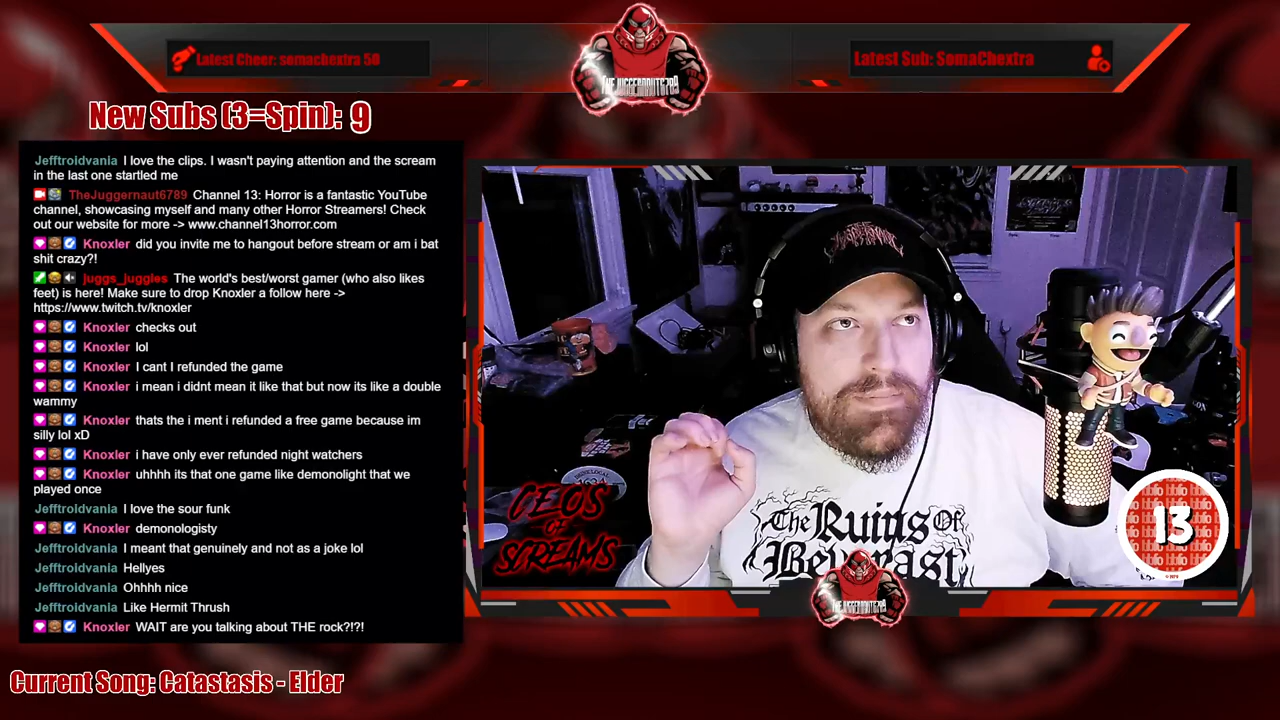 Latest Cheer: somachextra 50
THEJUGGERNAUT6789
Latest Sub: SomaChextra
New Subs (3=Spin): 9
Jefftroidvania I love the clips. I wasn't paying attention and the scream
in the last one startled me
TheJuggernaut6789 Channel 13: Horror is a fantastic YouTube
channel, showcasing myself and many other Horror Streamers! Check
out our website for more -> www.channel13horror.com
Knoxler did you invite me to hangout before stream or am i bat
shit crazy?!
juggs_juggles The world's best/worst gamer (who also likes
feet) is here! Make sure to drop Knoxler a follow here ->
https://www.twitch.tv/knoxler
Knoxler checks out
Knoxler lol
Knoxler I cant I refunded the game
Knoxler i mean i didnt mean it like that but now its like a double
wammy
Knoxler thats the i ment i refunded a free game because im
silly lol xD
Knoxler i have only ever refunded night watchers
Knoxler uhhhh its that one game like demonolight that we
played once
Jefftroidvania I love the sour funk
Knoxler demonologisty
Jefftroidvania I meant that genuinely and not as a joke lol
Jefftroidvania Hellyes
Jefftroidvania Ohhhh nice
Jefftroidvania Like Hermit Thrush
Knoxler WAIT are you talking about THE rock?!?!
CEOS
OF
SCREAMS
The Ruins Of
Beverast
THEJUGGERNAUT6789
13
Current Song: Catastasis - Elder